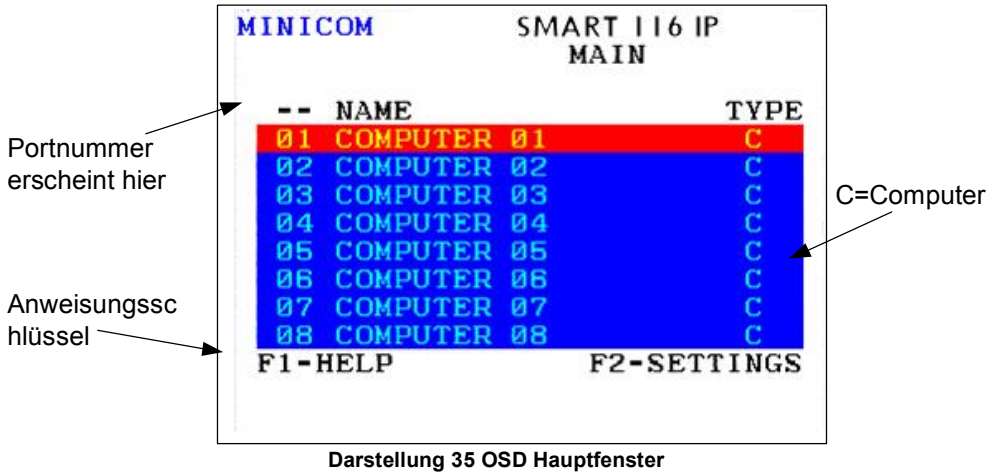 MINICOM SMART 116 IP
MAIN
-- NAME TYPE
01 COMPUTER 01 C
02 COMPUTER 02 C
03 COMPUTER 03 C
04 COMPUTER 04 C
05 COMPUTER 05 C
06 COMPUTER 06 C
07 COMPUTER 07 C
08 COMPUTER 08 C
F1-HELP F2-SETTINGS
Portnummer
erscheint hier
Anweisungssc
hlüssel
C=Computer
Darstellung 35 OSD Hauptfenster